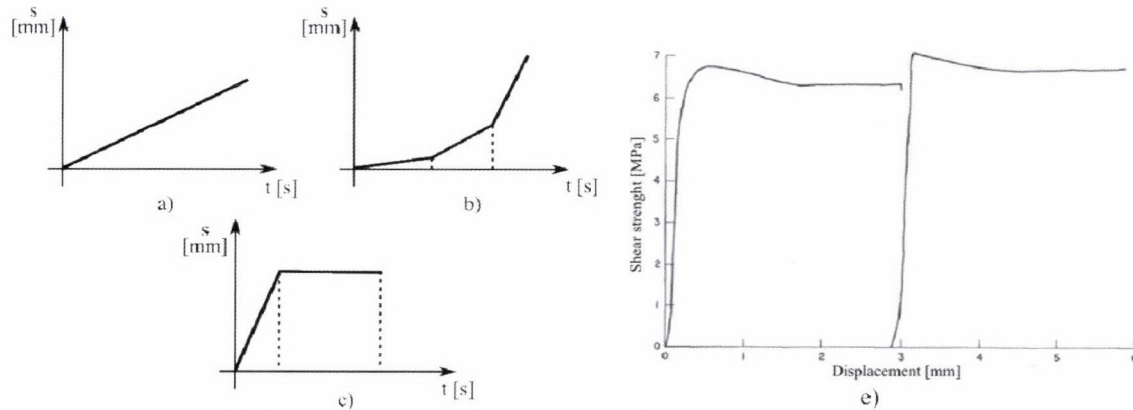 s
[mm]
t [s]
a)
s
[mm]
t [s]
b)
s
[mm]
t [s]
c)
Shear strenght [MPa]
7
6
5
4
3
2
1
0
0 1 2 3 4 5 6
Displacement [mm]
e)